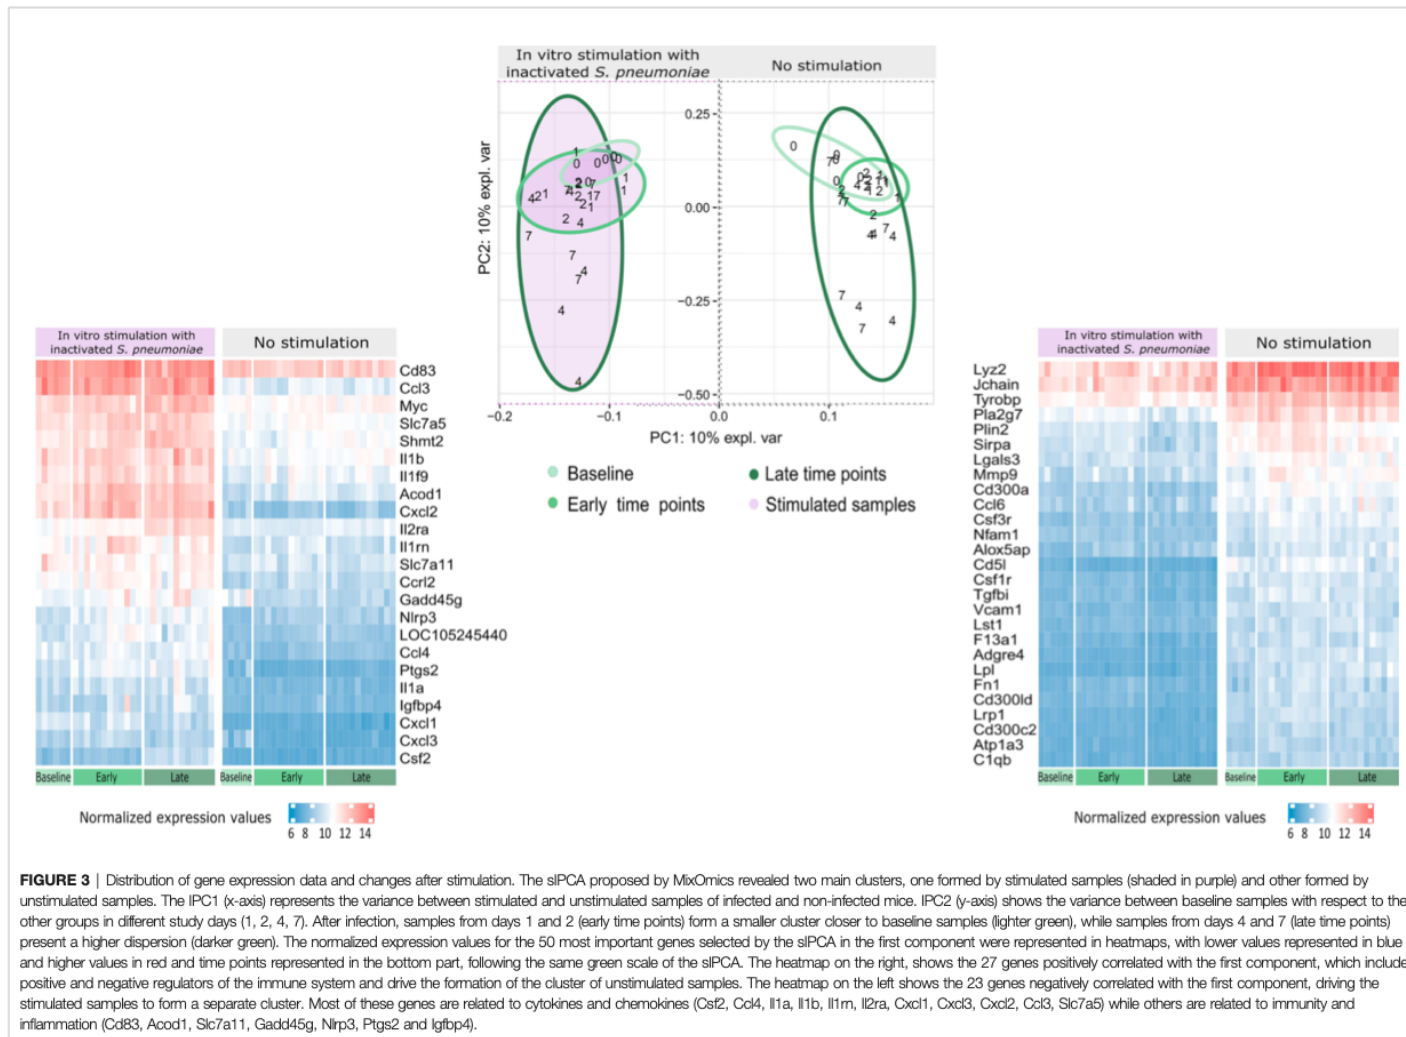 In vitro stimulation with
inactivated S. pneumoniae
No stimulation
PC2: 10% expl. var
0.25
0.00
−0.25
−0.50
−0.2
−0.1
0.0
0.1
PC1: 10% expl. var
Baseline
Late time points
Early time points
Stimulated samples
In vitro stimulation with
inactivated S. pneumoniae
No stimulation
Cd83
Ccl3
Myc
Slc7a5
Shmt2
Il1b
Il1f9
Acod1
Cxcl2
Il2ra
Il1rn
Slc7a11
Ccrl2
Gadd45g
Nlrp3
LOC105245440
Ccl4
Ptgs2
Il1a
Igfbp4
Cxcl1
Cxcl3
Csf2
Baseline Early Late Baseline Early Late
Normalized expression values
6 8 10 12 14
In vitro stimulation with
inactivated S. pneumoniae
No stimulation
Lyz2
Jchain
Tyrobp
Pla2g7
Plin2
Sirpa
Lgals3
Mmp9
Cd300a
Ccl6
Csf3r
Nfam1
Alox5ap
Cd5l
Csf1r
Tgfbi
Vcam1
Lst1
F13a1
Adgre4
Lpl
Fn1
Cd300ld
Lrp1
Cd300c2
Atp1a3
C1qb
Baseline Early Late Baseline Early Late
Normalized expression values
6 8 10 12 14
FIGURE 3 | Distribution of gene expression data and changes after stimulation. The sIPCA proposed by MixOmics revealed two main clusters, one formed by stimulated samples (shaded in purple) and other formed by
unstimulated samples. The IPC1 (x-axis) represents the variance between stimulated and unstimulated samples of infected and non-infected mice. IPC2 (y-axis) shows the variance between baseline samples with respect to the
other groups in different study days (1, 2, 4, 7). After infection, samples from days 1 and 2 (early time points) form a smaller cluster closer to baseline samples (lighter green), while samples from days 4 and 7 (late time points)
present a higher dispersion (darker green). The normalized expression values for the 50 most important genes selected by the sIPCA in the first component were represented in heatmaps, with lower values represented in blue
and higher values in red and time points represented in the bottom part, following the same green scale of the sIPCA. The heatmap on the right, shows the 27 genes positively correlated with the first component, which include
positive and negative regulators of the immune system and drive the formation of the cluster of unstimulated samples. The heatmap on the left shows the 23 genes negatively correlated with the first component, driving the
stimulated samples to form a separate cluster. Most of these genes are related to cytokines and chemokines (Csf2, Ccl4, Il1a, Il1b, Il1rn, Il2ra, Cxcl1, Cxcl3, Cxcl2, Ccl3, Slc7a5) while others are related to immunity and
inflammation (Cd83, Acod1, Slc7a11, Gadd45g, Nlrp3, Ptgs2 and Igfbp4).